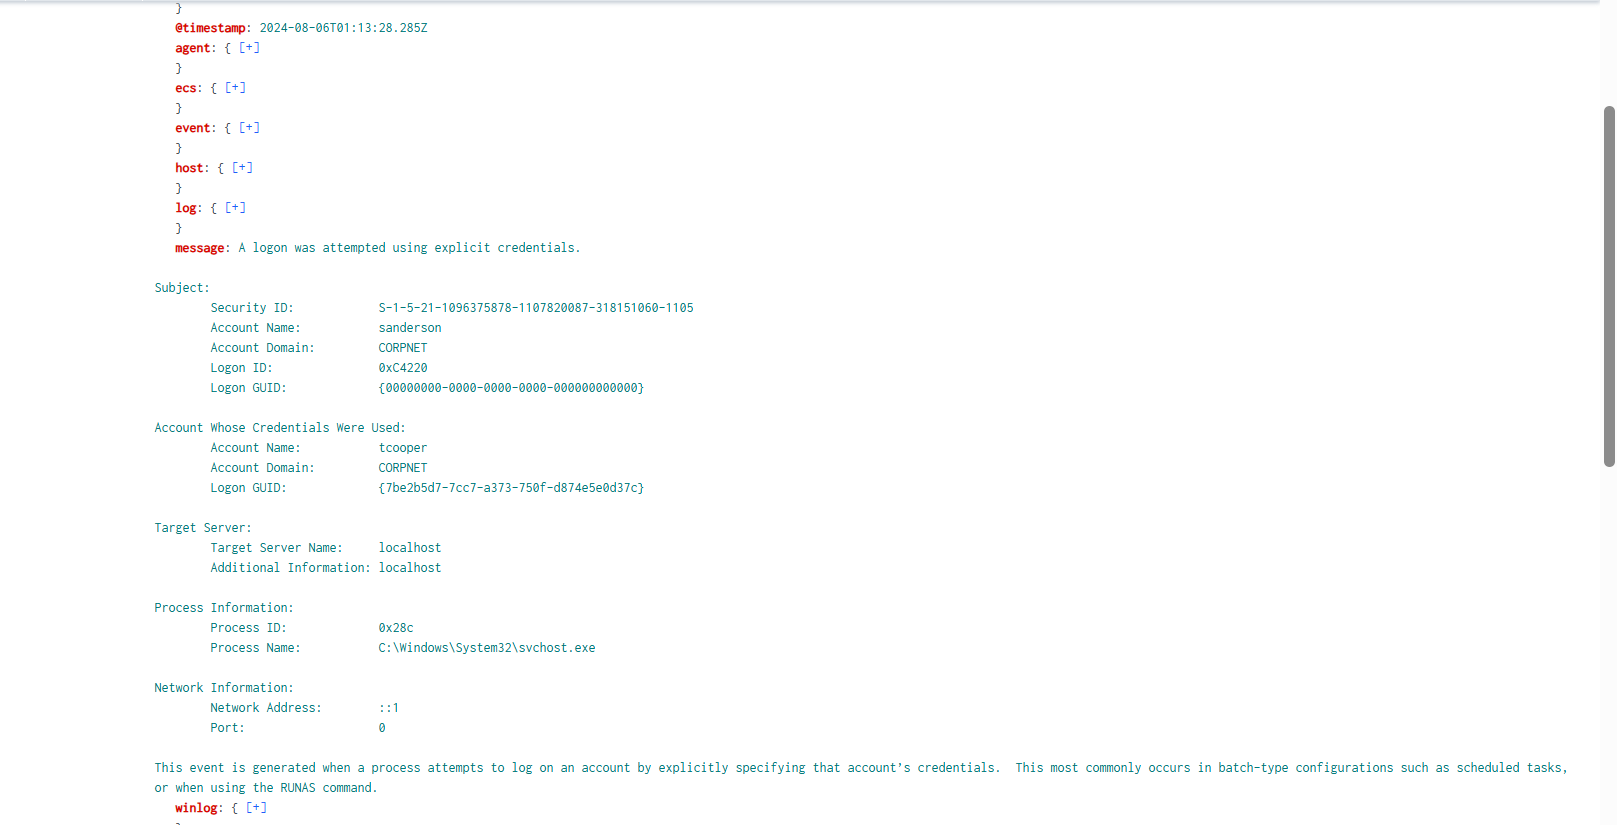 }
@timestamp: 2024-08-06T01:13:28.285Z
agent: { [+]
}
ecs: { [+]
}
event: { [+]
}
host: { [+]
}
log: { [+]
}
message: A logon was attempted using explicit credentials.
Subject:
Security ID: S-1-5-21-1096375878-1107820087-318151060-1105
Account Name: sanderson
Account Domain: CORPNET
Logon ID: 0xC4220
Logon GUID: {00000000-0000-0000-0000-000000000000}
Account Whose Credentials Were Used:
Account Name: tcooper
Account Domain: CORPNET
Logon GUID: {7be2b5d7-7cc7-a373-750f-d874e5e0d37c}
Target Server:
Target Server Name: localhost
Additional Information: localhost
Process Information:
Process ID: 0x28c
Process Name: C:\Windows\System32\svchost.exe
Network Information:
Network Address: ::1
Port: 0
This event is generated when a process attempts to log on an account by explicitly specifying that account’s credentials.  This most commonly occurs in batch-type configurations such as scheduled tasks,
or when using the RUNAS command.
winlog: { [+]